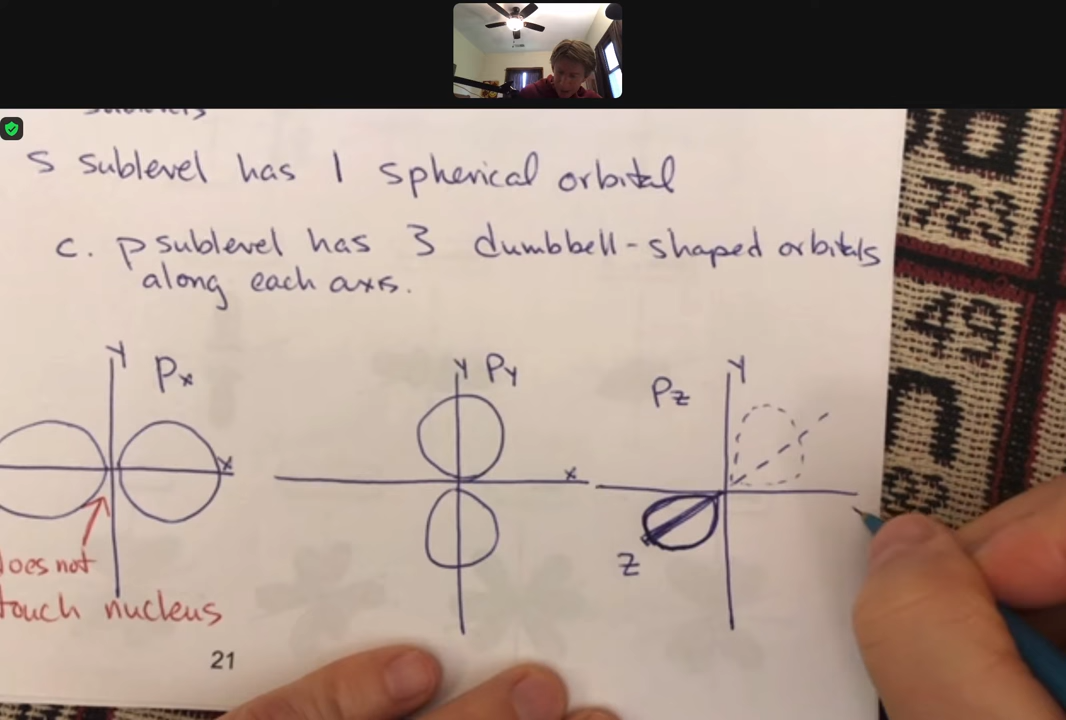 S sublevel has 1 spherical orbital
c. p sublevel has 3 dumbbell-shaped orbitals
along each axis.
Y Px
X
Y Py
X
Pz Y
Z
does not
touch nucleus
21